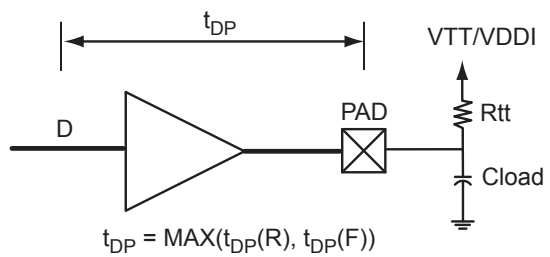 tDP
VTT/VDDI
PAD
Rtt
D
Cload
tDP = MAX(tDP(R), tDP(F))